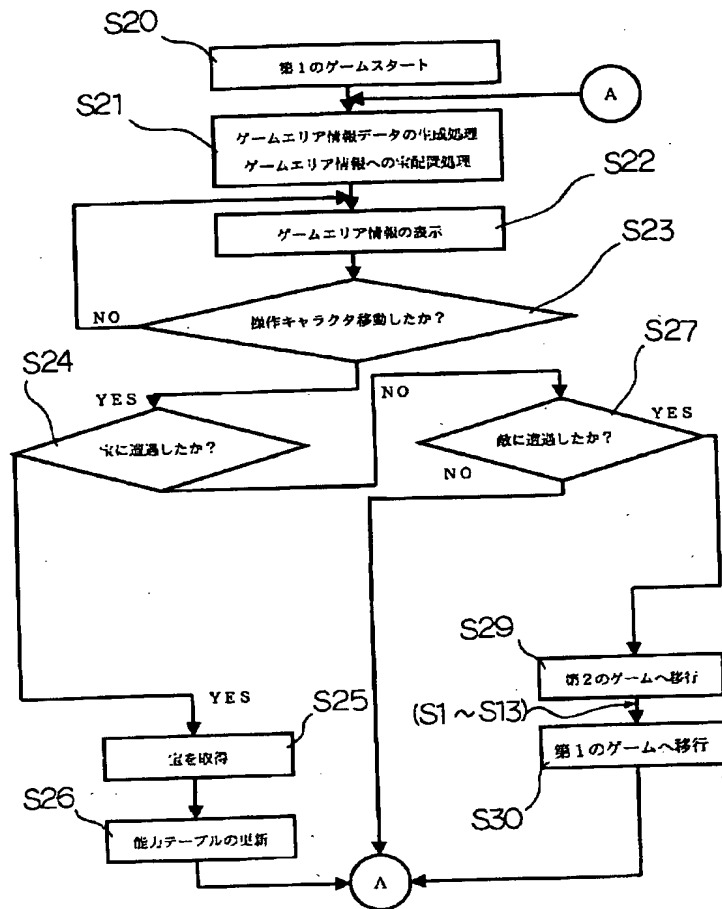 S20
第1のゲームスタート
A
S21
ゲームエリア情報データの生成処理
ゲームエリア情報への宝配置処理
S22
ゲームエリア情報の表示
S23
操作キャラクタ移動したか?
NO
S24
YES
宝に遭遇したか?
NO
S27
敵に遭遇したか?
YES
NO
S29
第2のゲームへ移行
(S1~S13)
第1のゲームへ移行
S30
YES
S25
宝を取得
S26
能力テーブルの更新
A